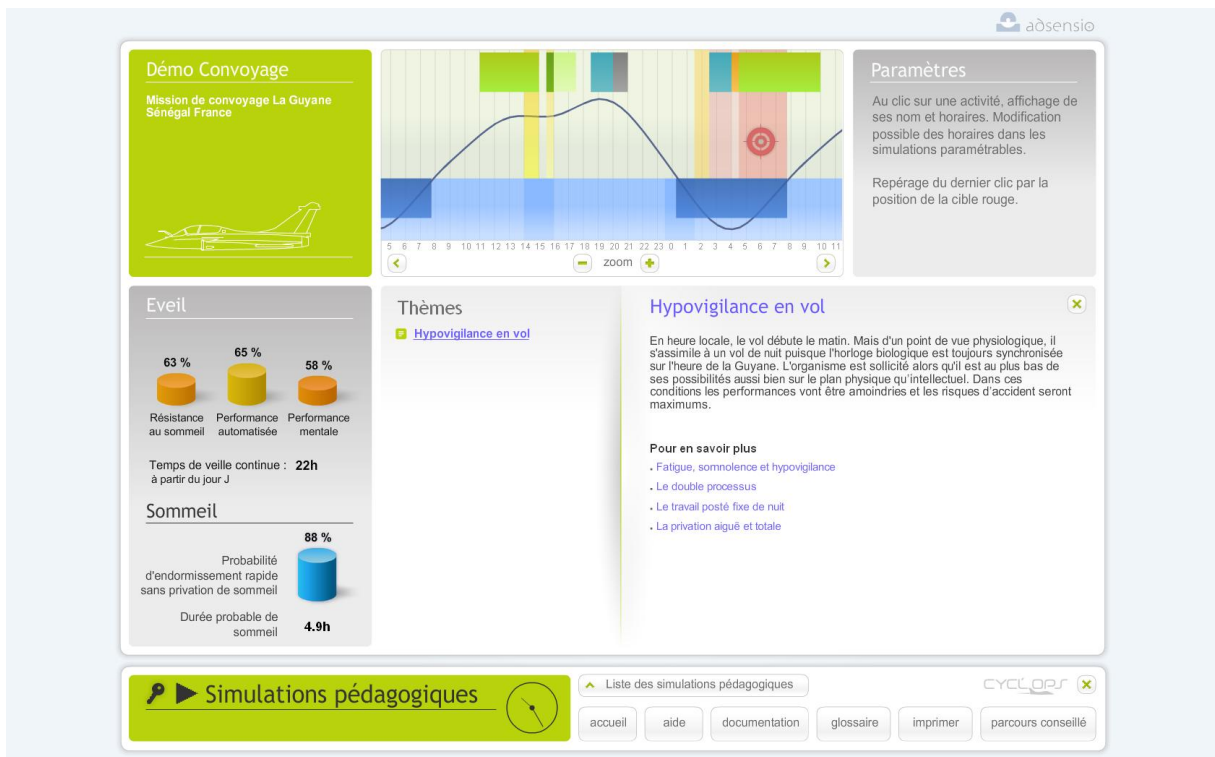 aდsensio
Démo Convoyage
Mission de convoyage La Guyane
Sénégal France
5 6 7 8 9 10 11 12 13 14 15 16 17 18 19 20 21 22 23 0 1 2 3 4 5 6 7 8 9 10 11
zoom
Paramètres
Au clic sur une activité, affichage de
ses nom et horaires. Modification
possible des horaires dans les
simulations paramétrables.
Repérage du dernier clic par la
position de la cible rouge.
Eveil
63 %
65 %
58 %
Résistance
au sommeil
Performance
automatisée
Performance
mentale
Temps de veille continue : 22h
à partir du jour J
Sommeil
88 %
Probabilité
d'endormissement rapide
sans privation de sommeil
Durée probable de
sommeil
4.9h
Thèmes
Hypovigilance en vol
Hypovigilance en vol
En heure locale, le vol débute le matin. Mais d'un point de vue physiologique, il
s'assimile à un vol de nuit puisque l'horloge biologique est toujours synchronisée
sur l'heure de la Guyane. L'organisme est sollicité alors qu'il est au plus bas de
ses possibilités aussi bien sur le plan physique qu'intellectuel. Dans ces
conditions les performances vont être amoindries et les risques d'accident seront
maximums.
Pour en savoir plus
. Fatigue, somnolence et hypovigilance
. Le double processus
. Le travail posté fixe de nuit
. La privation aiguë et totale
Simulations pédagogiques
Liste des simulations pédagogiques
CYCLOPS
accueil
aide
documentation
glossaire
imprimer
parcours conseillé